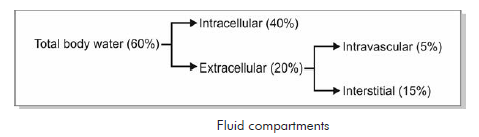 Intracellular (40%)
Total body water (60%)
Intravascular (5%)
Extracellular (20%)
Interstitial (15%)
Fluid compartments